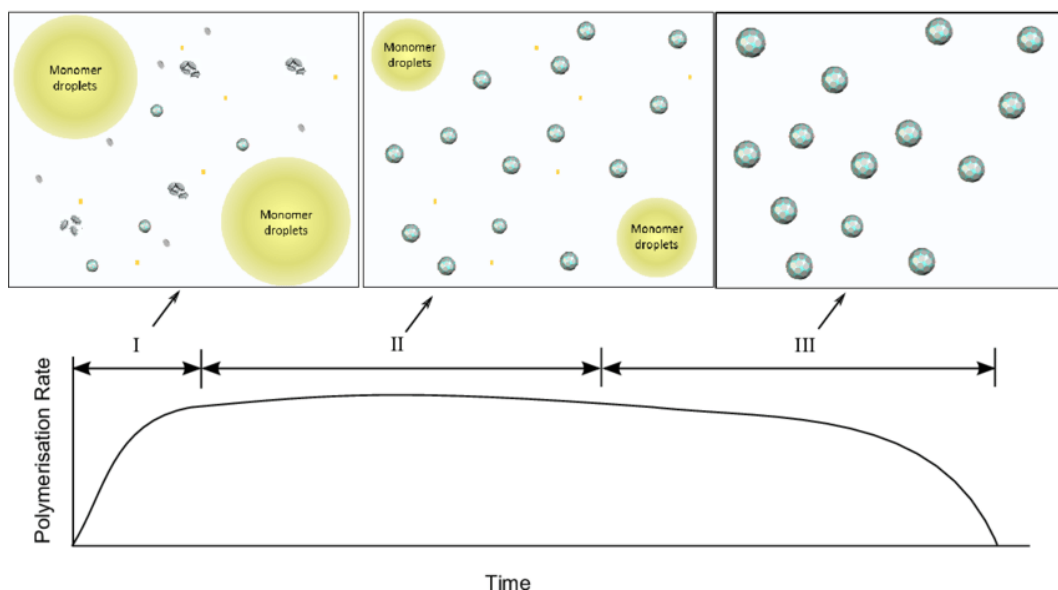 Monomer
droplets
Monomer
droplets
Monomer
droplets
Monomer
droplets
I
II
III
Polymerisation Rate
Time